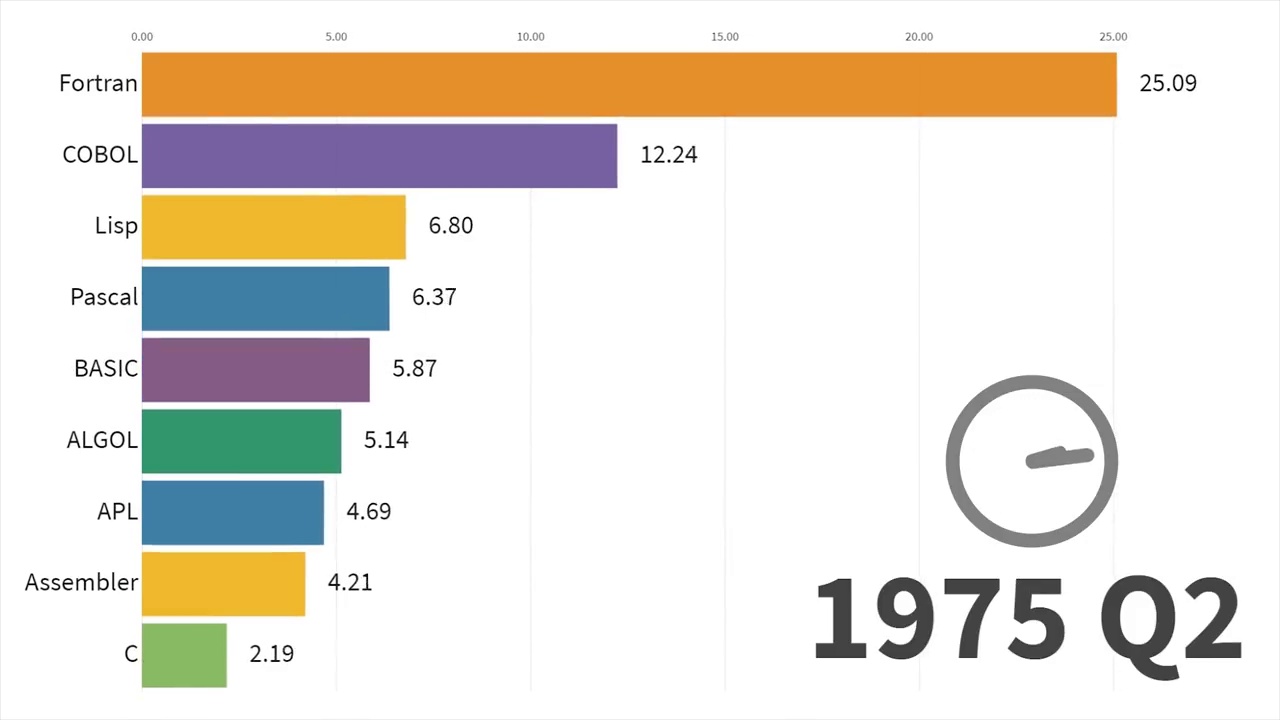 0.00 5.00 10.00 15.00 20.00 25.00
Fortran 25.09
COBOL 12.24
Lisp 6.80
Pascal 6.37
BASIC 5.87
ALGOL 5.14
APL 4.69
Assembler 4.21
C 2.19
1975 Q2